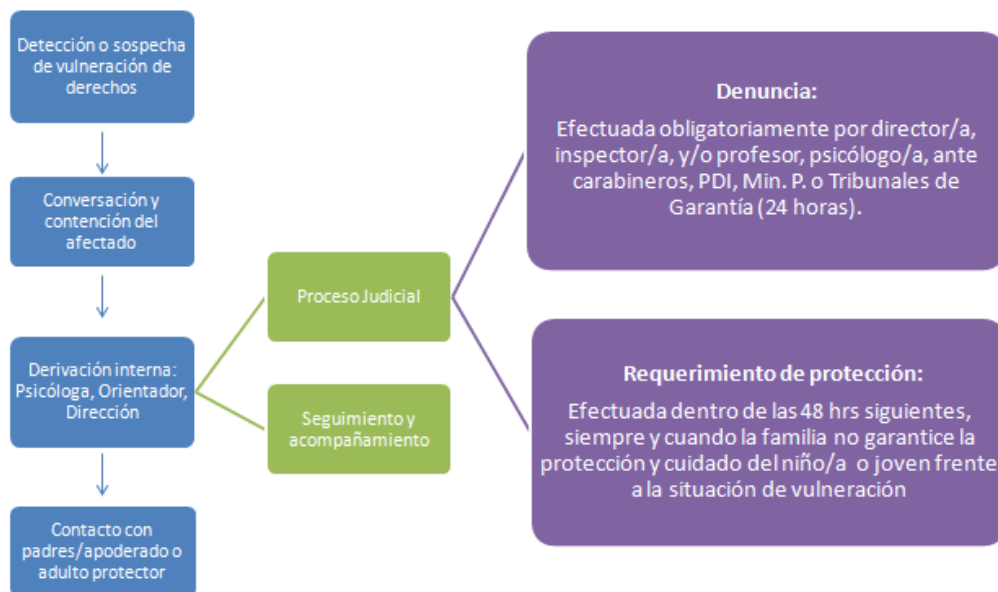 Detección o sospecha
de vulneración de
derechos
Conversación y
contención del
afectado
Derivación interna:
Psicóloga, Orientador,
Dirección
Contacto con
padres/apoderado o
adulto protector
Proceso Judicial
Seguimiento y
acompañamiento
Denuncia:
Efectuada obligatoriamente por director/a,
inspector/a, y/o profesor, psicólogo/a, ante
carabineros, PDI, Min. P. o Tribunales de
Garantía (24 horas).
Requerimiento de protección:
Efectuada dentro de las 48 hrs siguientes,
siempre y cuando la familia no garantice la
protección y cuidado del niño/a o joven frente
a la situación de vulneración